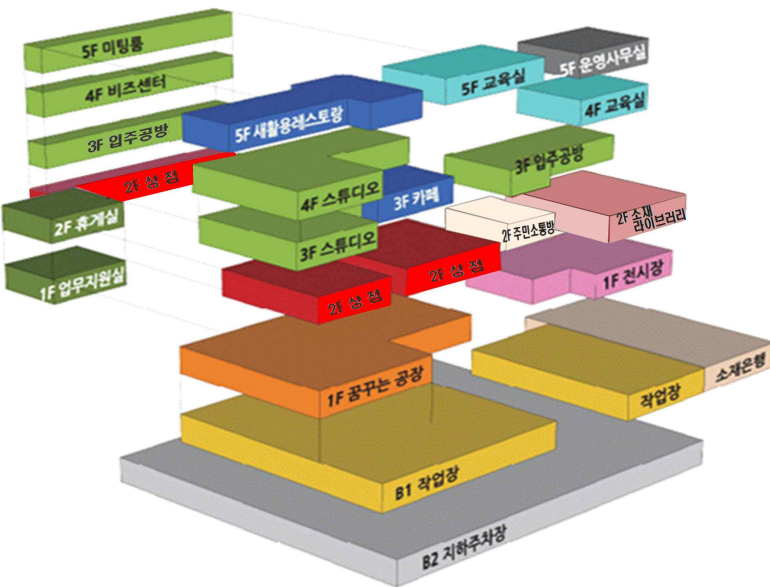 5F 미팅룸
4F 비즈센터
3F 입주공방
2F 상점
2F 휴게실
1F 업무지원실
5F 새활용레스토랑
4F 스튜디오
3F 스튜디오
3F 카페
2F 상점
2F 상점
1F 꿈꾸는 공장
B1 작업장
B2 지하주차장
5F 교육실
5F 운영사무실
4F 교육실
3F 입주공방
2F 주민소통방
2F 소재
라이브러리
1F 전시장
작업장
소재은행